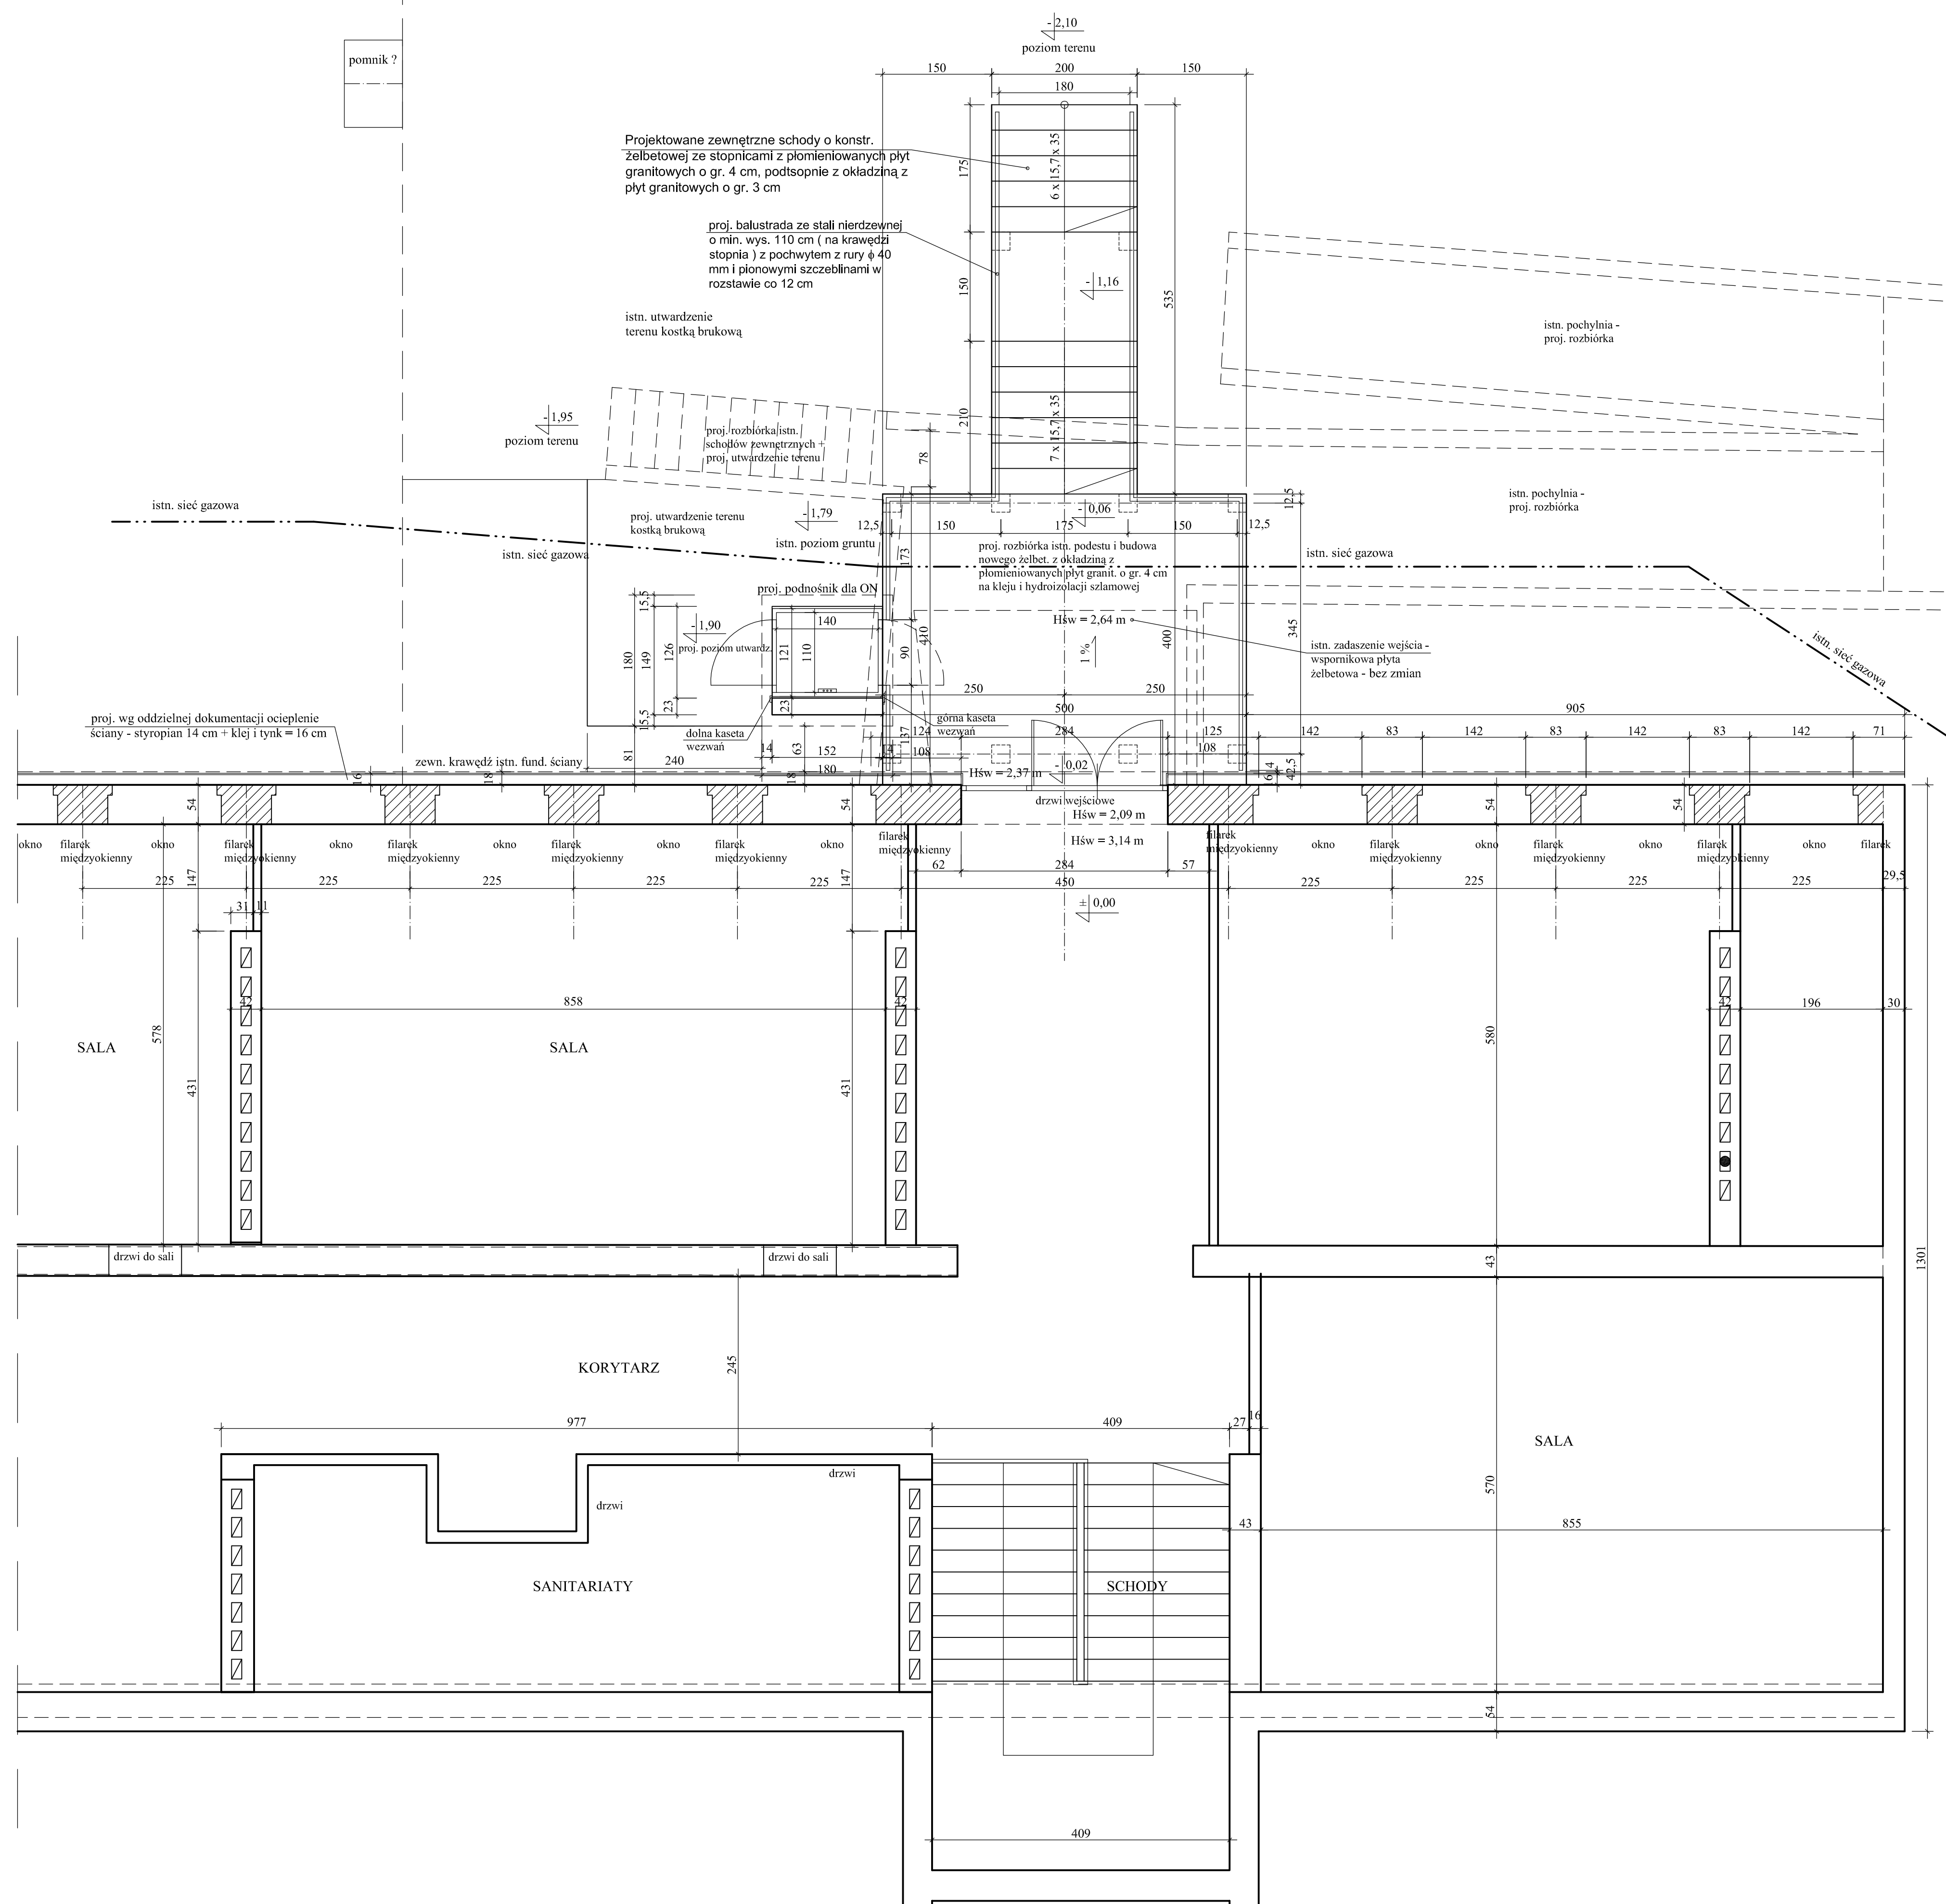 - 2,10
poziom terenu
pomnik ?
150
200
150
180
Projektowane zewnętrzne schody o konstr.
żelbetowej ze stopnicami z płomieniowanych płyt
granitowych o gr. 4 cm, podtsopnie z okładziną z
płyt granitowych o gr. 3 cm
175
6 x 15,7 x 35
proj. balustrada ze stali nierdzewnej
o min. wys. 110 cm ( na krawędzi
stopnia ) z pochwytem z rury ϕ 40
mm i pionowymi szczeblinami w
rozstawie co 12 cm
150
- 1,16
535
istn. utwardzenie
terenu kostką brukową
istn. pochylnia -
proj. rozbiórka
- 1,95
poziom terenu
proj. rozbiórka istn.
schodów zewnętrznych +
proj. utwardzenie terenu
210
7 x 15,7 x 35
78
istn. sieć gazowa
proj. utwardzenie terenu
kostką brukową
- 1,79
istn. poziom gruntu
istn. sieć gazowa
- 0,06
12,5
150
175
150
12,5
12,5
istn. pochylnia -
proj. rozbiórka
istn. sieć gazowa
173
proj. rozbiórka istn. podestu i budowa
nowego żelbet. z okładziną z
płomieniowanych płyt granit. o gr. 4 cm
na kleju i hydroizolacji szlamowej
proj. podnośnik dla ON
15,5
180
149
126
- 1,90
proj. poziom utwardz.
140
121
110
90
410
Hśw = 2,64 m
1 %
400
345
istn. zadaszenie wejścia -
wspornikowa płyta
żelbetowa - bez zmian
istn. sieć gazowa
23
15,5
23
250
250
500
905
górna kaseta
wezwań
dolna kaseta
wezwań
proj. wg oddzielnej dokumentacji ocieplenie
ściany - styropian 14 cm + klej i tynk = 16 cm
zewn. krawędź istn. fund. ściany
16
18
81
240
14
63
152
14
180
18
137
124
284
125
108
108
142
83
142
83
142
83
142
71
Hśw = 2,37 m
- 0,02
6,14
42,5
drzwi wejściowe
Hśw = 2,09 m
Hśw = 3,14 m
54
54
54
54
okno
filarek
międzyokienny
okno
filarek
międzyokienny
okno
filarek
międzyokienny
okno
filarek
międzyokienny
okno
filarek
międzyokienny
okno
filarek
międzyokienny
filarek
międzyokienny
okno
filarek
międzyokienny
okno
filarek
międzyokienny
okno
filarek
międzyokienny
okno
filarek
62
284
57
147
147
225
225
225
225
225
450
225
225
225
225
29,5
31
11
± 0,00
42
858
42
42
196
30
578
SALA
SALA
431
431
580
drzwi do sali
drzwi do sali
43
1301
KORYTARZ
245
977
409
27
16
SALA
drzwi
drzwi
570
43
855
SANITARIATY
SCHODY
54
409